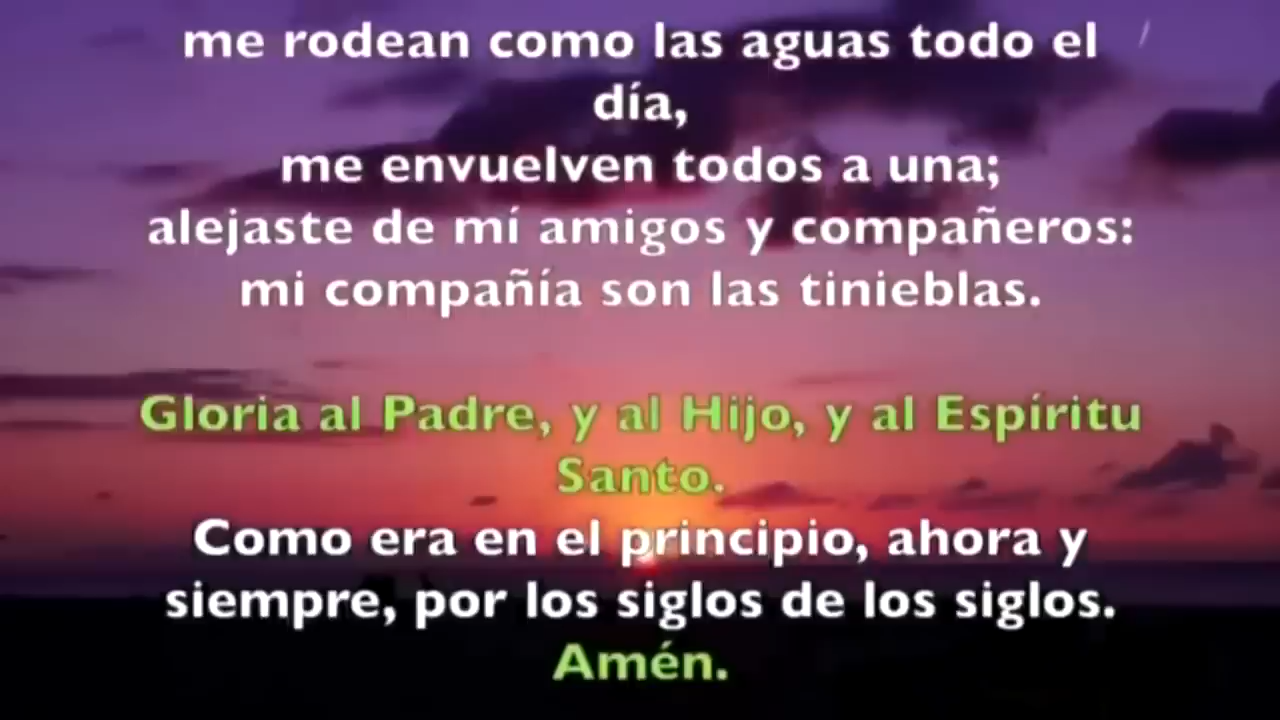 me rodean como las aguas todo el
día,
me envuelven todos a una;
alejaste de mí amigos y compañeros:
mi compañía son las tinieblas.
Gloria al Padre, y al Hijo, y al Espíritu
Santo.
Como era en el principio, ahora y
siempre, por los siglos de los siglos.
Amén.